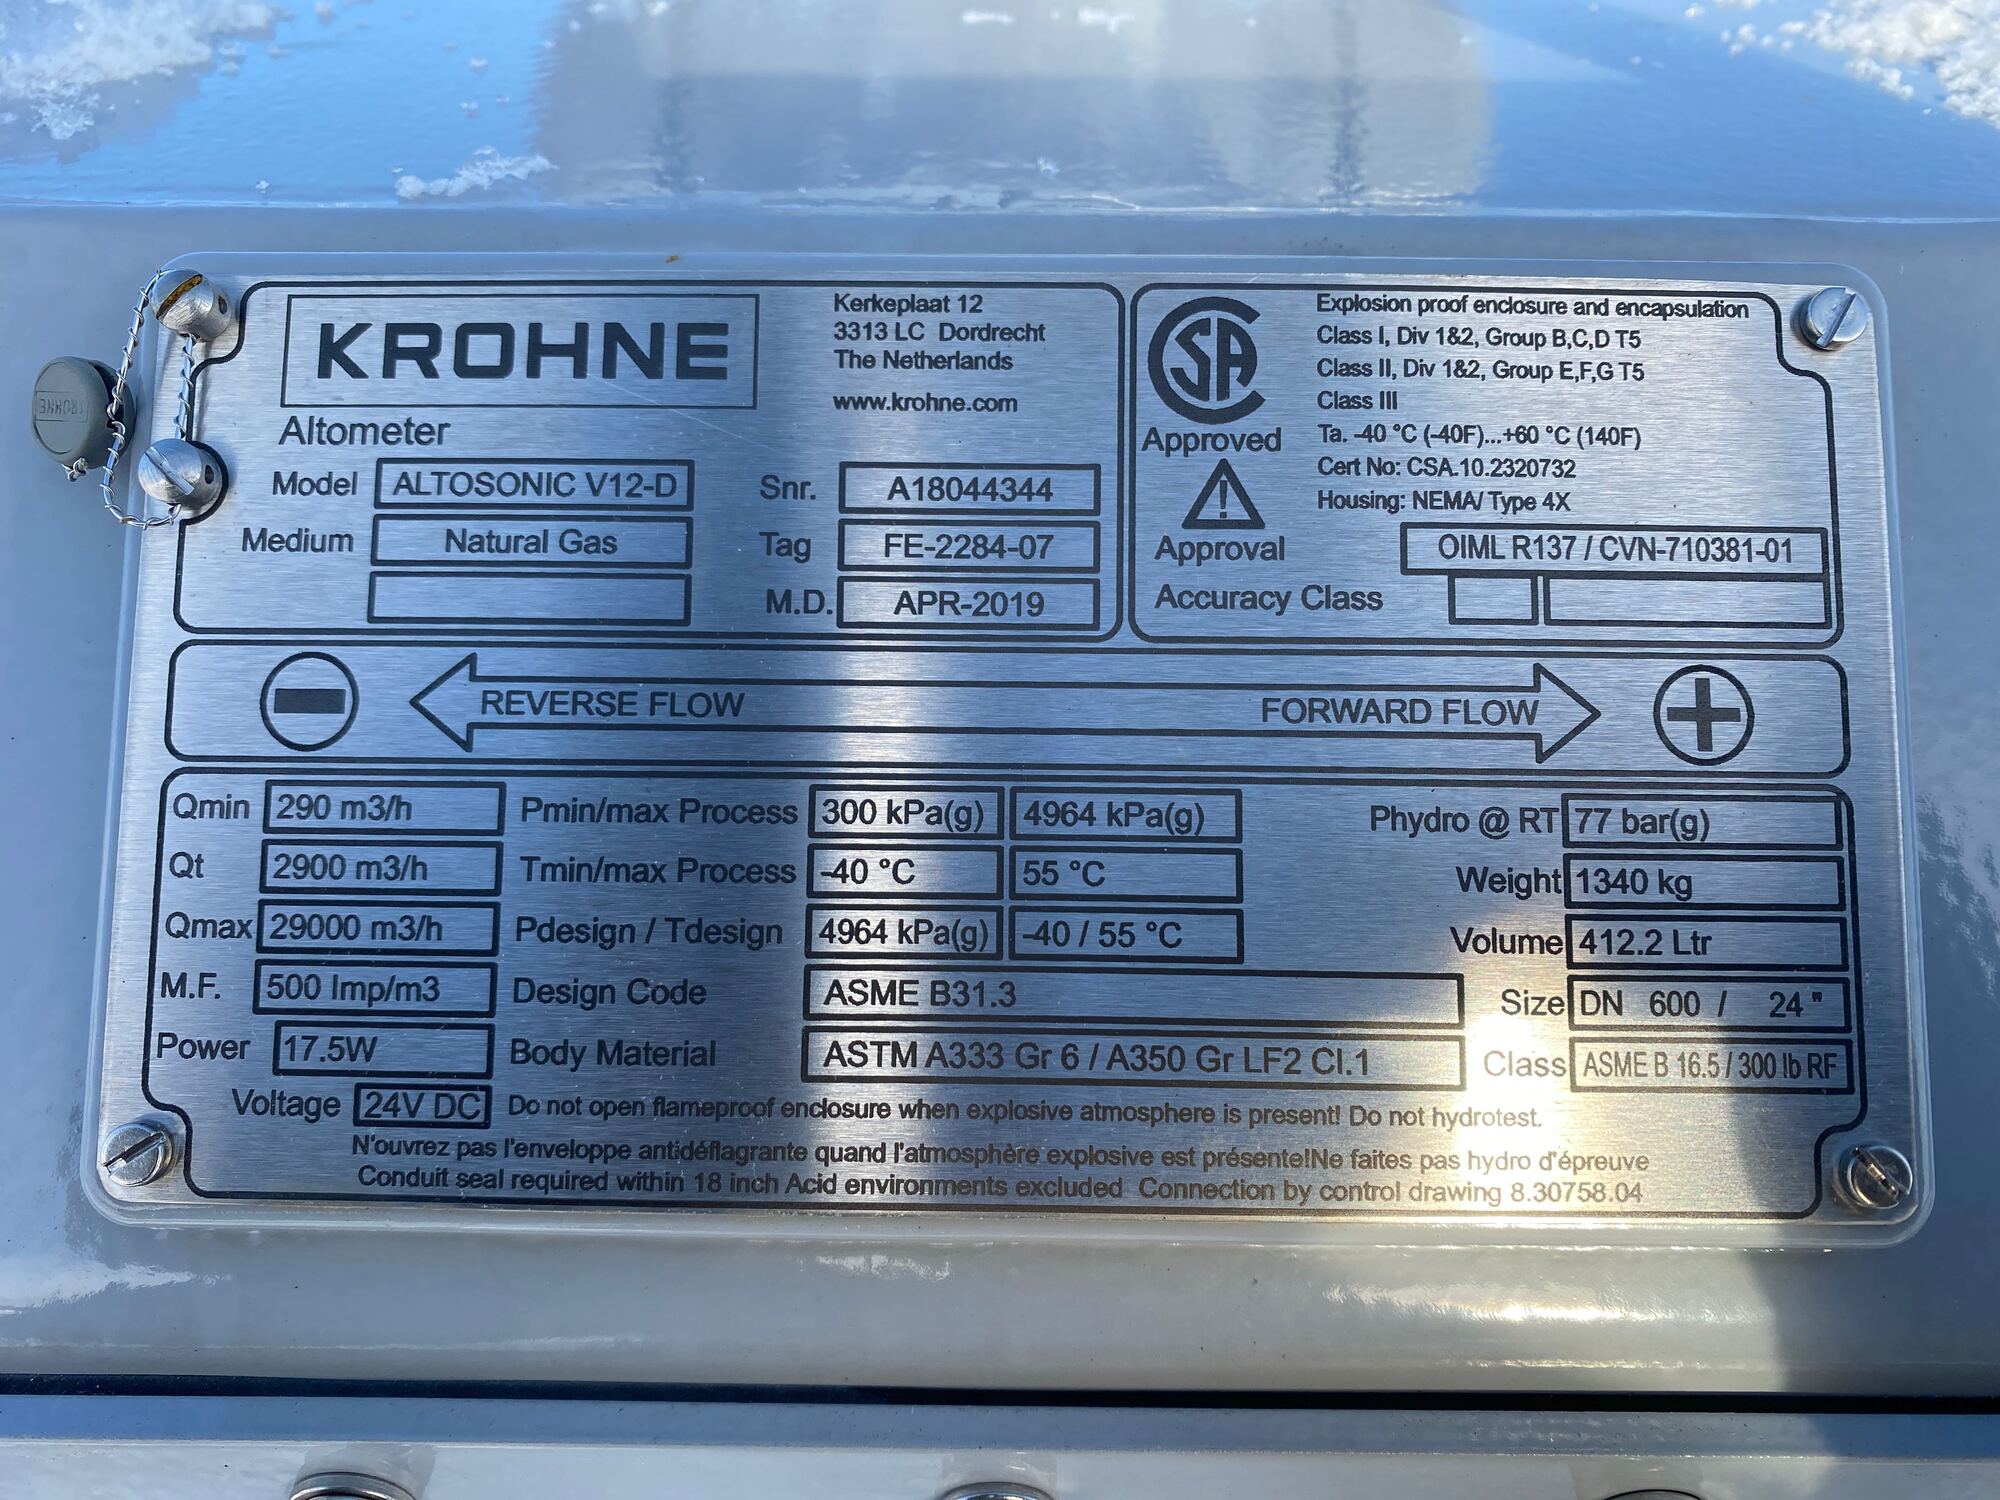 KROHNE
Altometer
Kerkeplaat 12
3313 LC Dordrecht
The Netherlands
www.krohne.com
Model ALTOSONIC V12-D
Medium Natural Gas
Snr. A18044344
Tag FE-2284-07
M.D. APR-2019
SA
Approved
Explosion proof enclosure and encapsulation
Class I, Div 1&2, Group B,C,D T5
Class II, Div 1&2, Group E,F,G T5
Class III
Ta. -40 °C (-40F)...+60 °C (140F)
Cert No: CSA.10.2320732
Housing: NEMA/ Type 4X
Approval OIML R137 / CVN-710381-01
Accuracy Class
REVERSE FLOW
FORWARD FLOW
Qmin 290 m3/h Pmin/max Process 300 kPa(g) 4964 kPa(g) Phydro @ RT 77 bar(g)
Qt 2900 m3/h Tmin/max Process -40 °C 55 °C Weight 1340 kg
Qmax 29000 m3/h Pdesign / Tdesign 4964 kPa(g) -40 / 55 °C Volume 412.2 Ltr
M.F. 500 Imp/m3 Design Code ASME B31.3 Size DN 600 / 24 "
Power 17.5W Body Material ASTM A333 Gr 6 / A350 Gr LF2 Cl.1 Class ASME B 16.5 / 300 lb RF
Voltage 24V DC Do not open flameproof enclosure when explosive atmosphere is present! Do not hydrotest.
N'ouvrez pas l'enveloppe antidéflagrante quand l'atmosphère explosive est présente!Ne faites pas hydro d'épreuve
Conduit seal required within 18 inch Acid environments excluded Connection by control drawing 8.30758.04
KROHNE